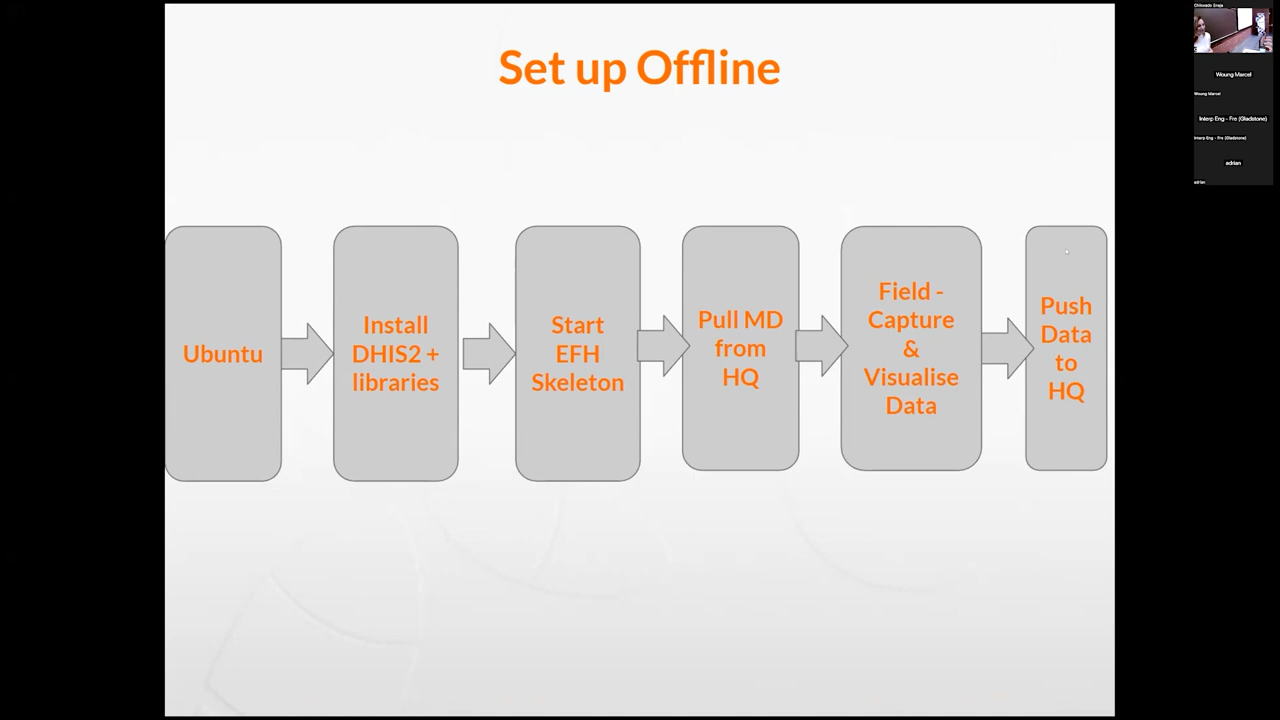 Set up Offline
Ubuntu
Install
DHIS2 +
libraries
Start
EFH
Skeleton
Pull MD
from
HQ
Field -
Capture
&
Visualise
Data
Push
Data
to
HQ
Woung Marcel
Woung Marcel
Interp Eng - Fre (Gladstone)
Interp Eng - Fre (Gladstone)
adrian
adrian